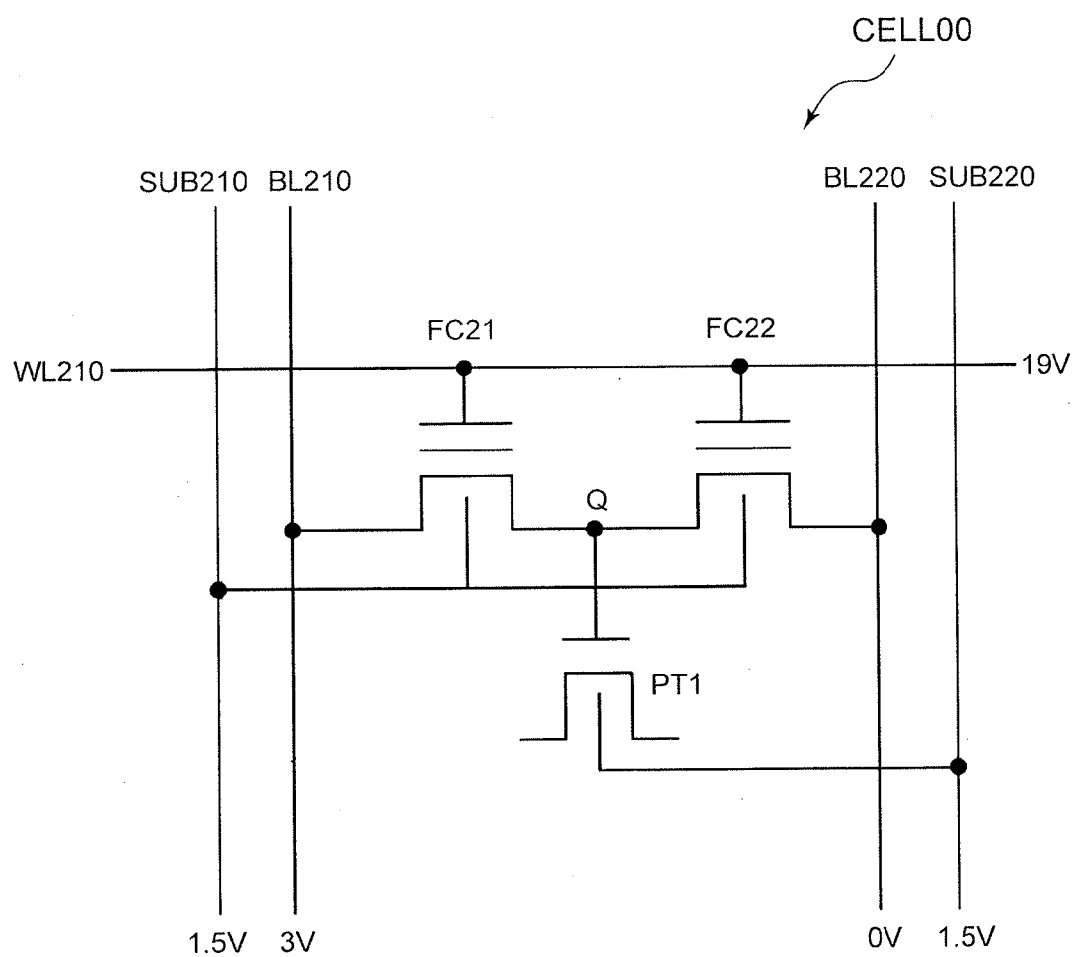 CELL00
SUB210 BL210
BL220 SUB220
FC21
FC22
WL210
19V
Q
PT1
1.5V 3V
0V 1.5V